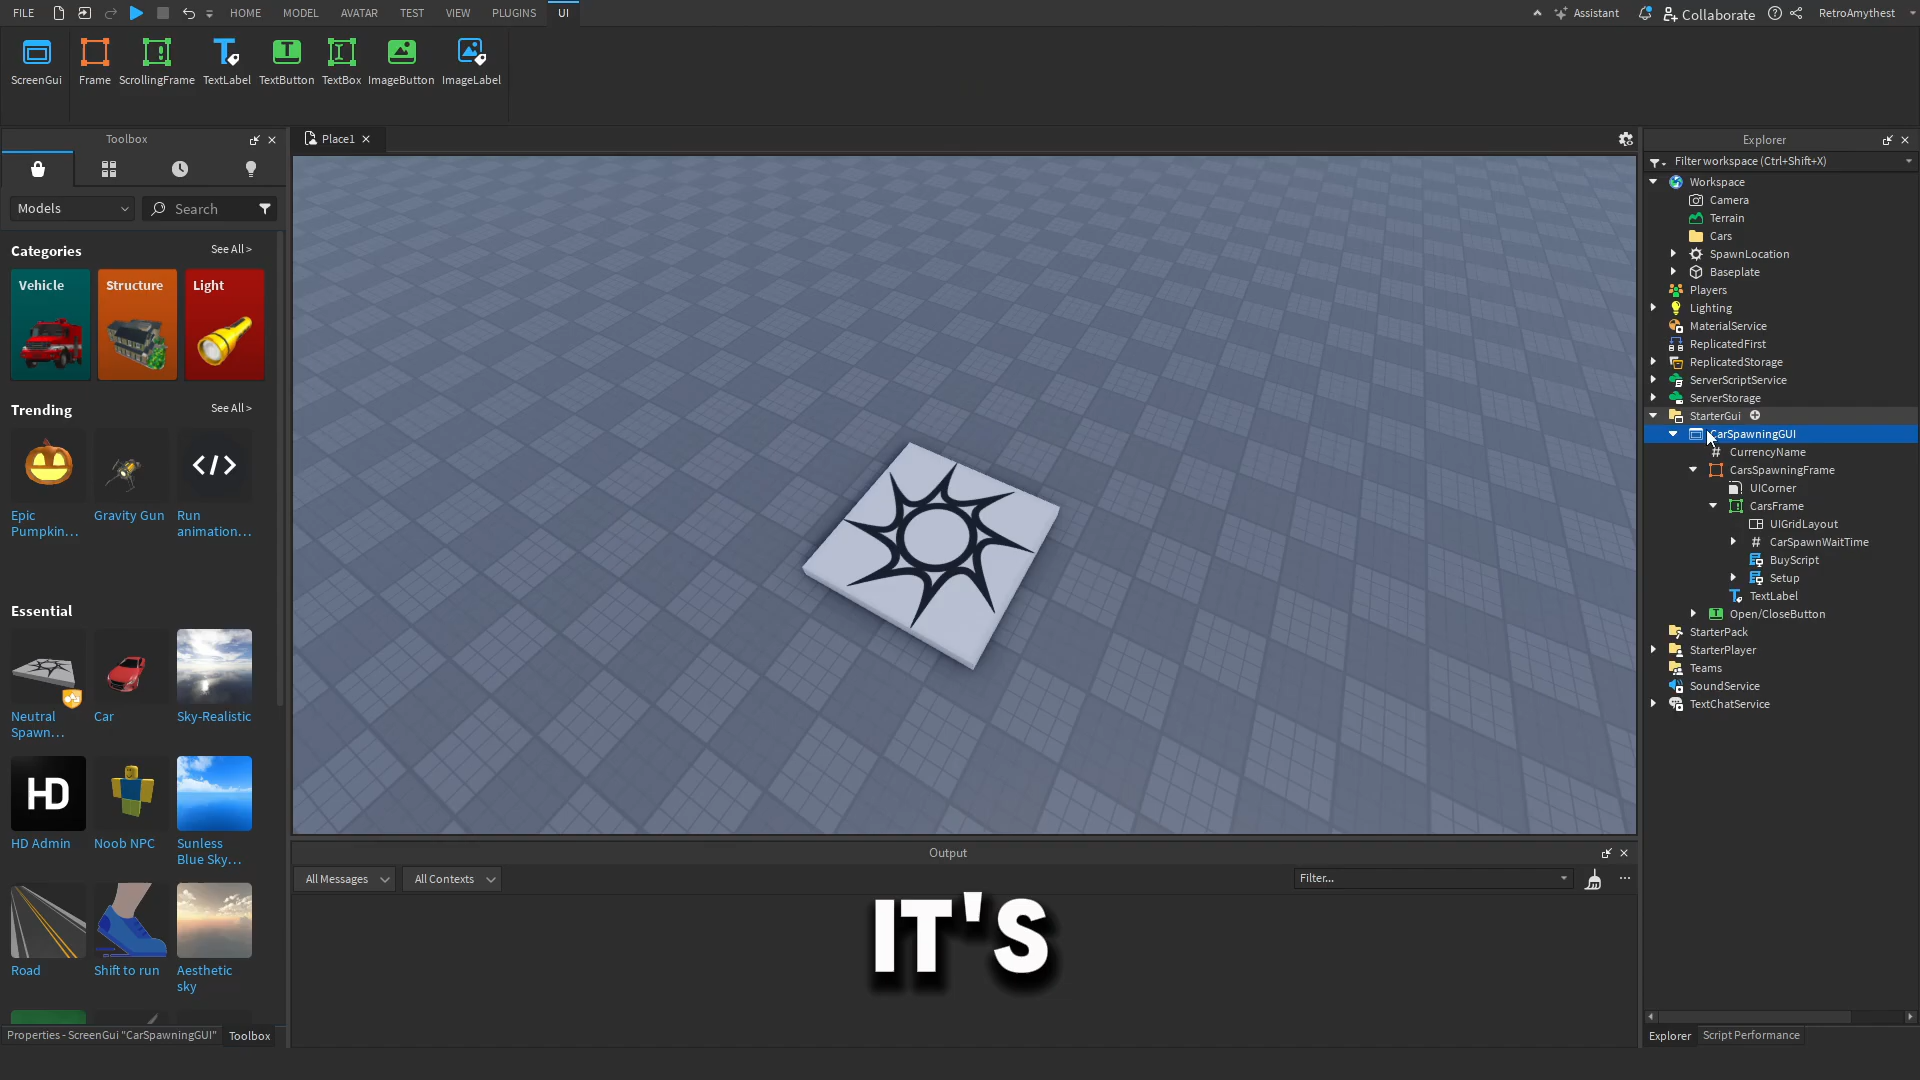 FILE
HOME
MODEL
AVATAR
TEST
VIEW
PLUGINS
UI
Assistant
Collaborate
RetroAmythest
ScreenGui
Frame
ScrollingFrame
TextLabel
TextButton
TextBox
ImageButton
ImageLabel
Toolbox
Models
Search
Categories
See All >
Vehicle
Structure
Light
Trending
See All >
Epic
Pumpkin...
Gravity Gun
Run
animation...
Essential
Neutral
Spawn...
Car
Sky-Realistic
HD
HD Admin
Noob NPC
Sunless
Blue Sky...
Road
Shift to run
Aesthetic
sky
Properties - ScreenGui "CarSpawningGUI"
Toolbox
Place1
Output
All Messages
All Contexts
Filter...
IT'S
Explorer
Filter workspace (Ctrl+Shift+X)
Workspace
Camera
Terrain
Cars
SpawnLocation
Baseplate
Players
Lighting
MaterialService
ReplicatedFirst
ReplicatedStorage
ServerScriptService
ServerStorage
StarterGui
CarSpawningGUI
CurrencyName
CarsSpawningFrame
UICorner
CarsFrame
UIGridLayout
CarSpawnWaitTime
BuyScript
Setup
TextLabel
Open/CloseButton
StarterPack
StarterPlayer
Teams
SoundService
TextChatService
Explorer
Script Performance